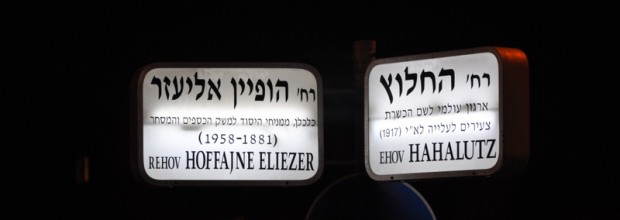 רח' הופיין אליעזר
כלכלן, ממניחי היסוד למשק הכספים והמסחר
(1958-1881)
REHOV HOFFAJNE ELIEZER
רח' החלוץ
ארגון עולמי לשם הכשרת
צעירים לעלייה לא"י (1917)
EHOV HAHALUTZ